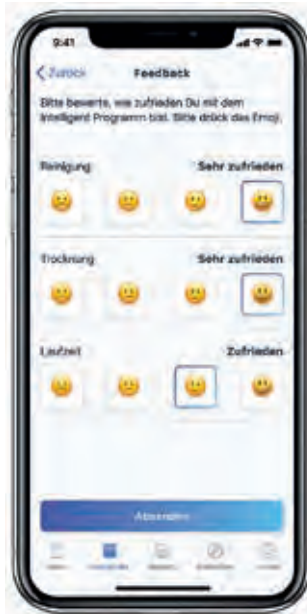 9:41
Zurück Feedback
Bitte bewerte, wie zufrieden Du mit dem
Intelligent Programm bist. Bitte drück das Emoji.
Reinigung Sehr zufrieden
Trocknung Sehr zufrieden
Laufzeit Zufrieden
Absenden